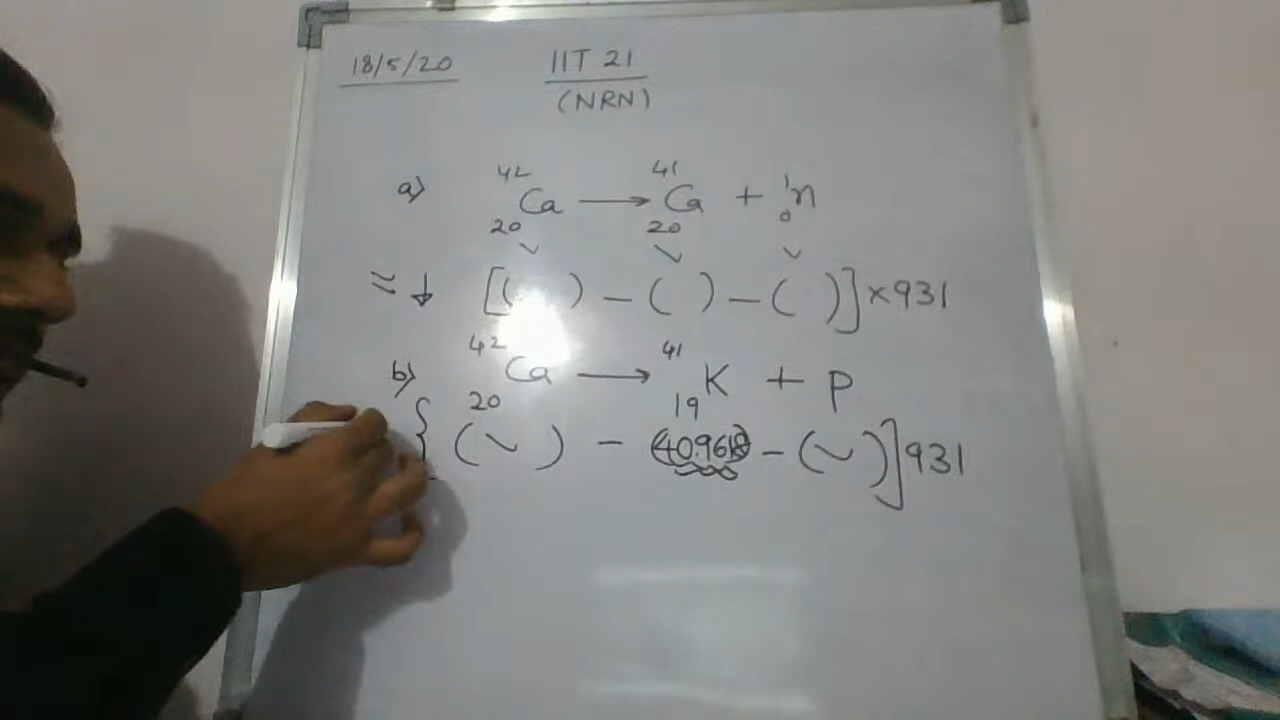 18/5/20 IIT 21
(NRN)
a) ⁴²₂₀Ca ⟶ ⁴¹₂₀Ca + ¹₀n
≈ ↓ [( ) – ( ) – ( )] × 931
b) ⁴²₂₀Ca ⟶ ⁴¹₁₉K + P
{ (✓) – (40.9618) – (✓) ] 931